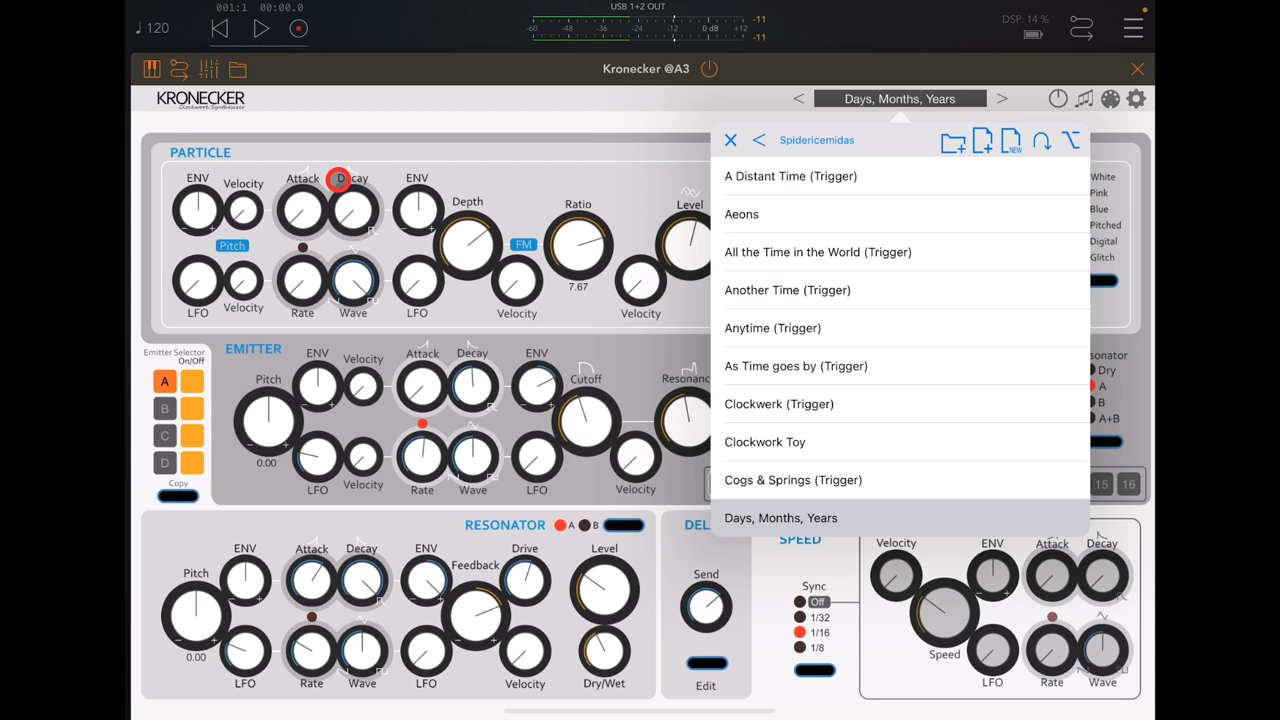 001:1 00:00.0
USB 1+2 OUT
120
-60 -48 -36 -24 -12 0 dB +12
-11
-11
DSP: 14 %
Kronecker @A3
KRONECKER
Clockwork Synthesizer
Days, Months, Years
Spidericemidas
NEW
A Distant Time (Trigger)
Aeons
All the Time in the World (Trigger)
Another Time (Trigger)
Anytime (Trigger)
As Time goes by (Trigger)
Clockwerk (Trigger)
Clockwork Toy
Cogs & Springs (Trigger)
Days, Months, Years
PARTICLE
ENV Velocity Attack Decay ENV Depth Ratio Level
Pitch FM
7.67
LFO Velocity Rate Wave LFO Velocity Velocity
White
Pink
Blue
Pitched
Digital
Glitch
Emitter Selector
On/Off
A
B
C
D
Copy
EMITTER
Pitch ENV Velocity Attack Decay ENV Cutoff Resonanc
0.00
LFO Velocity Rate Wave LFO Velocity
sonator
Dry
A
B
A+B
15 16
RESONATOR A B
Pitch ENV Attack Decay ENV Feedback Drive Level
0.00
LFO Rate Wave LFO Velocity Dry/Wet
DEL
Send
Edit
SPEED
Sync
Off
1/32
1/16
1/8
Velocity ENV Attack Decay
Speed LFO Rate Wave